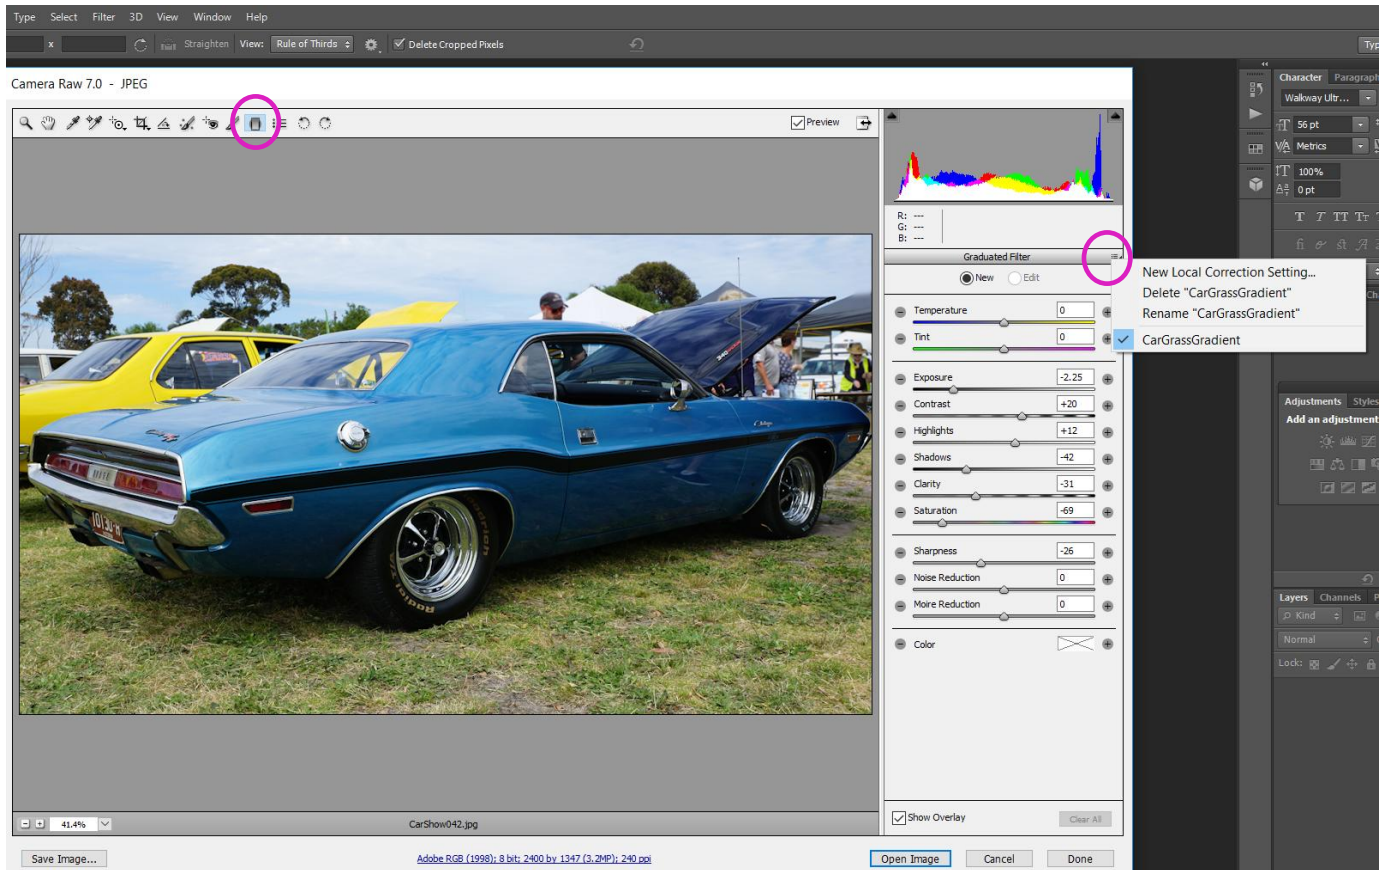 Type Select Filter 3D View Window Help
x Straighten View: Rule of Thirds Delete Cropped Pixels
Camera Raw 7.0 - JPEG
Preview
R: ---
G: ---
B: ---
Graduated Filter
New Edit
Temperature 0
Tint 0
Exposure -2.25
Contrast +20
Highlights +12
Shadows -42
Clarity -31
Saturation -69
Sharpness -26
Noise Reduction 0
Moire Reduction 0
Color
Show Overlay Clear All
New Local Correction Setting...
Delete "CarGrassGradient"
Rename "CarGrassGradient"
CarGrassGradient
41.4% CarShow042.jpg
Save Image... Adobe RGB (1998); 8 bit; 2400 by 1347 (3.2MP); 240 ppi Open Image Cancel Done
Character Paragraph
Walkway Ultr...
56 pt
Metrics
100%
0 pt
Adjustments Styles
Add an adjustment
Layers Channels P
Kind
Normal
Lock: